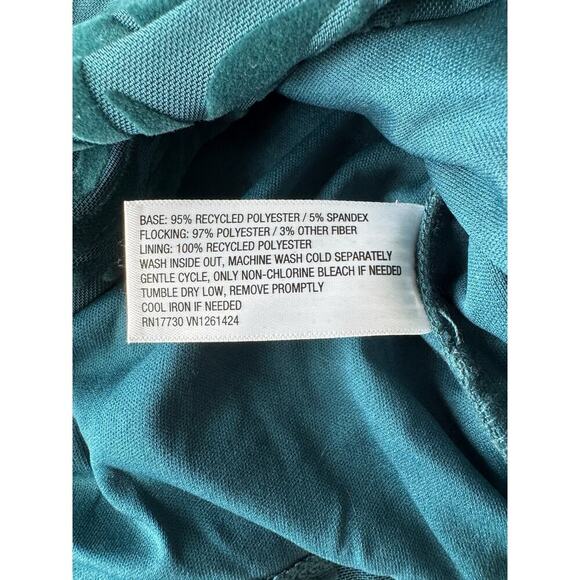 BASE: 95% RECYCLED POLYESTER / 5% SPANDEX
FLOCKING: 97% POLYESTER / 3% OTHER FIBER
LINING: 100% RECYCLED POLYESTER
WASH INSIDE OUT, MACHINE WASH COLD SEPARATELY
GENTLE CYCLE, ONLY NON-CHLORINE BLEACH IF NEEDED
TUMBLE DRY LOW, REMOVE PROMPTLY
COOL IRON IF NEEDED
RN17730 VN1261424